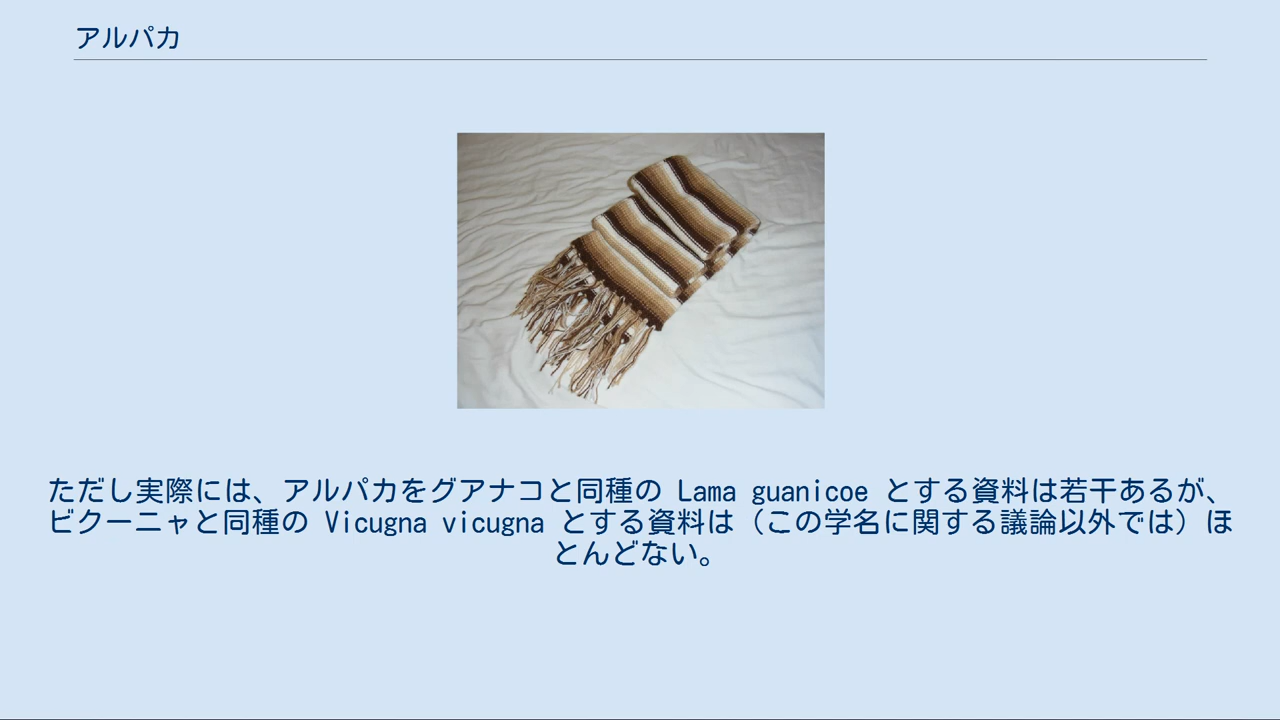 アルパカ
ただし実際には、アルパカをグアナコと同種の Lama guanicoe とする資料は若干あるが、
ビクーニャと同種の Vicugna vicugna とする資料は（この学名に関する議論以外では）ほ
とんどない。